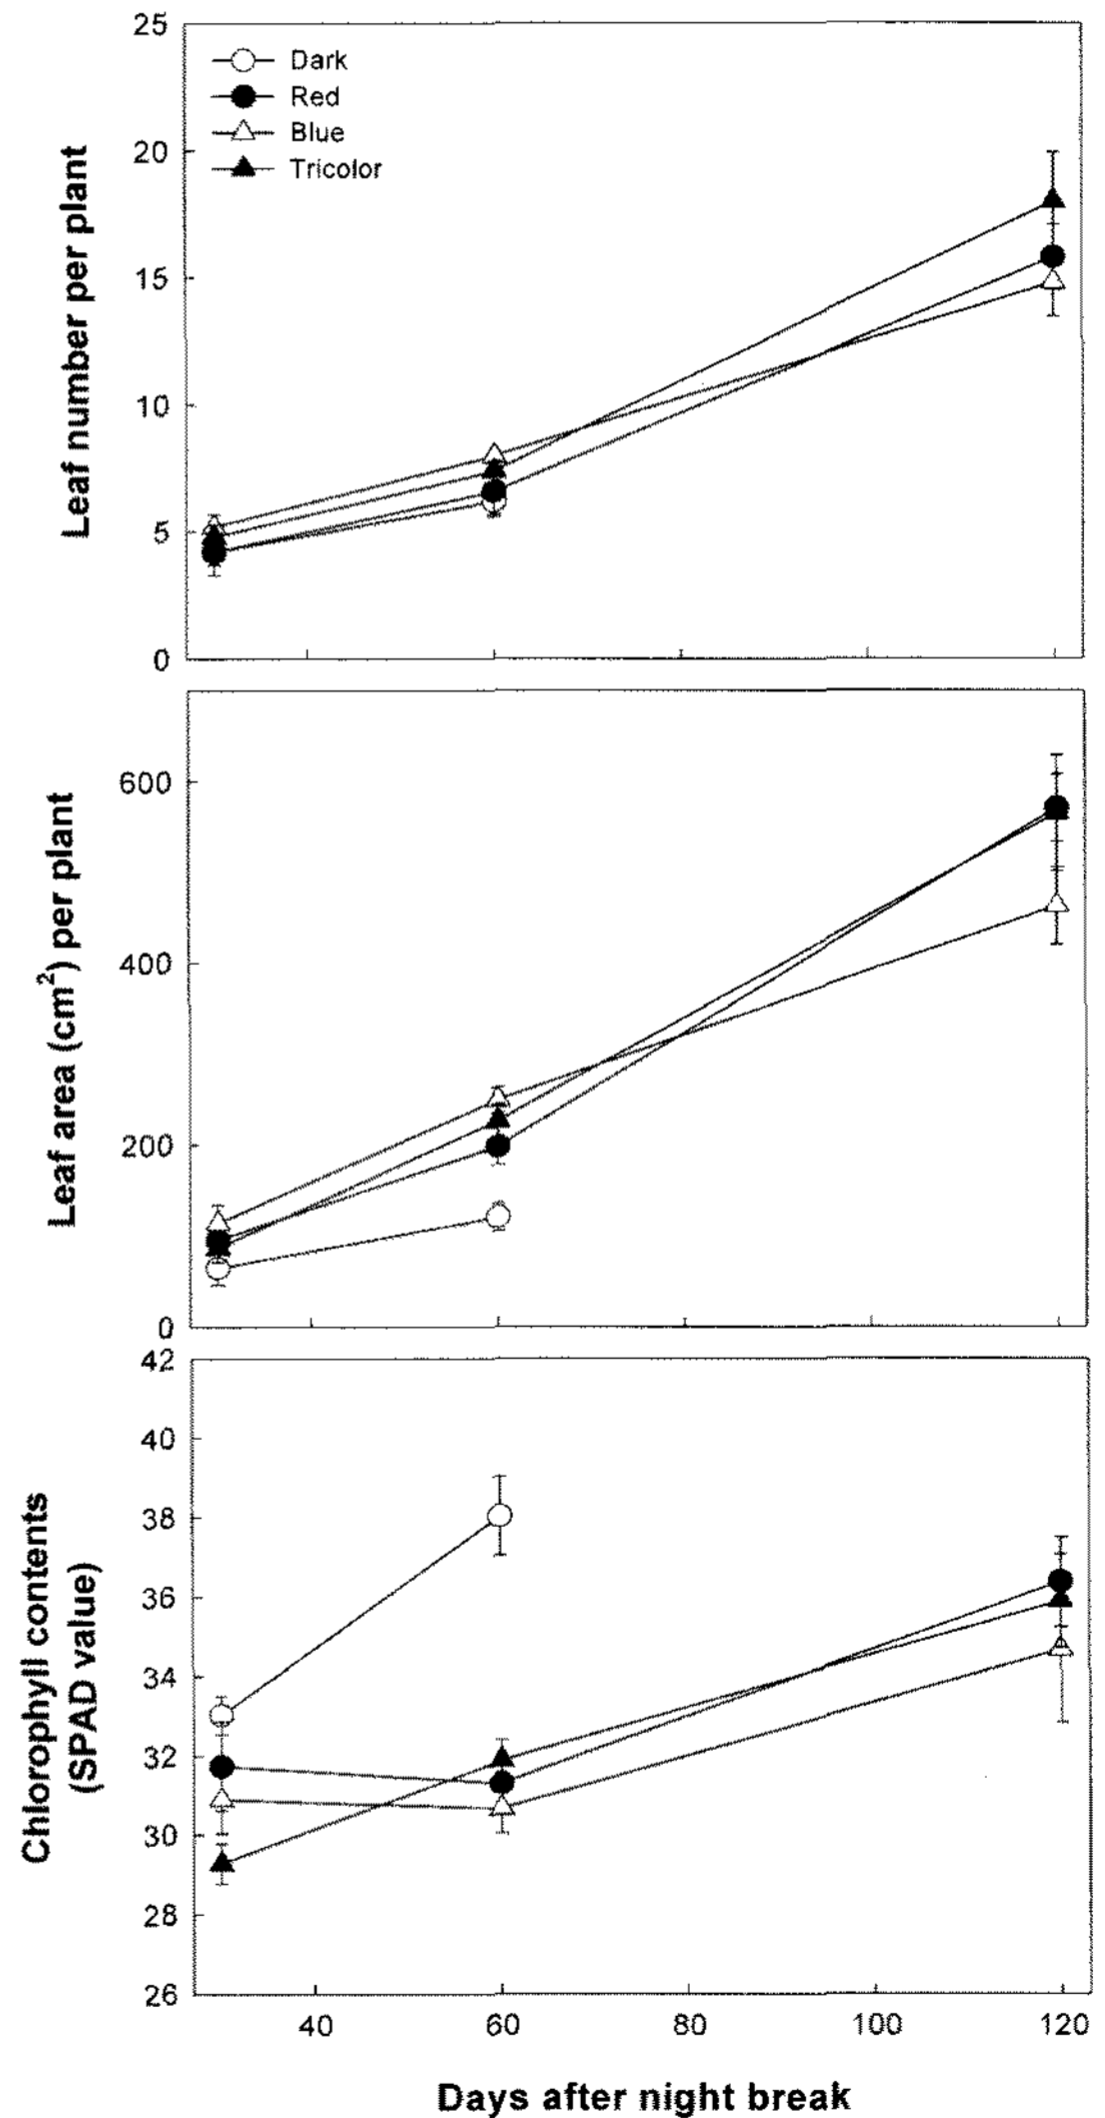 25
20
15
10
5
0
Leaf number per plant
Dark
Red
Blue
Tricolor
600
400
200
0
Leaf area (cm²) per plant
42
40
38
36
34
32
30
28
26
Chlorophyll contents
(SPAD value)
40 60 80 100 120
Days after night break